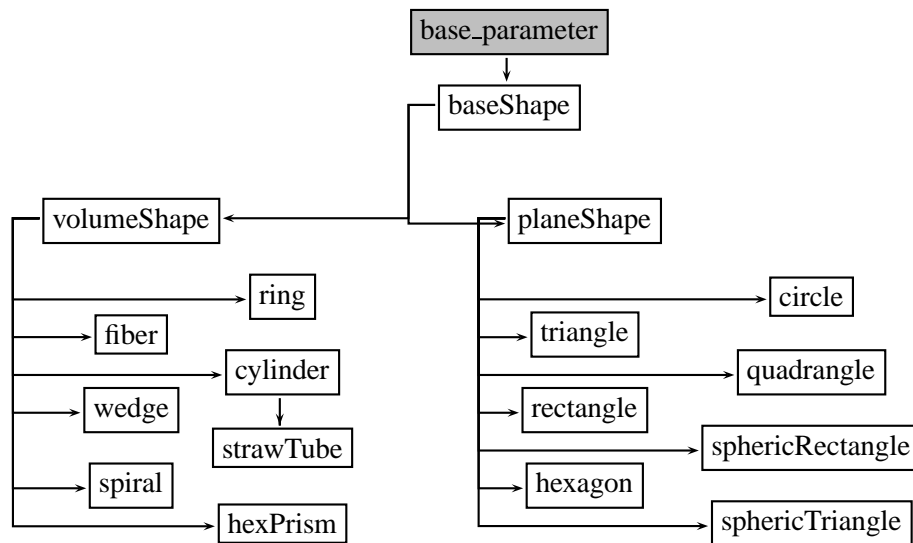 base_parameter
baseShape
volumeShape
planeShape
ring
circle
fiber
triangle
cylinder
quadrangle
wedge
rectangle
strawTube
sphericRectangle
spiral
hexagon
hexPrism
sphericTriangle